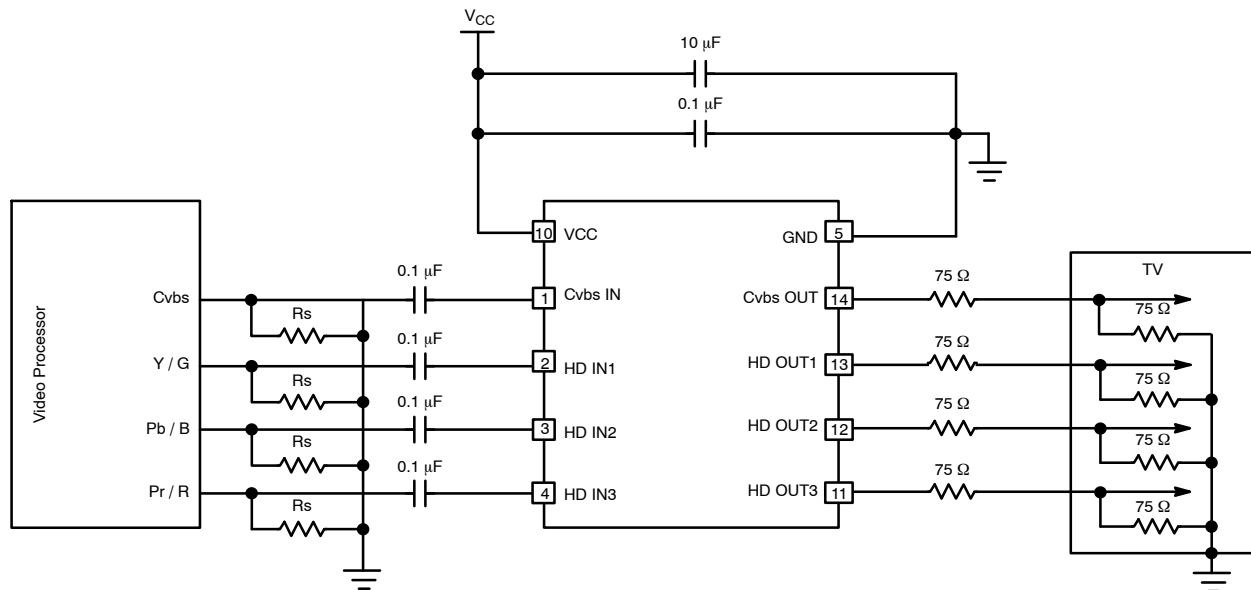 VCC
10 μF
0.1 μF
10
VCC
GND
5
TV
Video Processor
Cvbs
0.1 μF
1
Cvbs IN
Cvbs OUT
14
75 Ω
75 Ω
Rs
Y / G
0.1 μF
2
HD IN1
HD OUT1
13
75 Ω
75 Ω
Rs
Pb / B
0.1 μF
3
HD IN2
HD OUT2
12
75 Ω
75 Ω
Rs
Pr / R
0.1 μF
4
HD IN3
HD OUT3
11
75 Ω
75 Ω
Rs